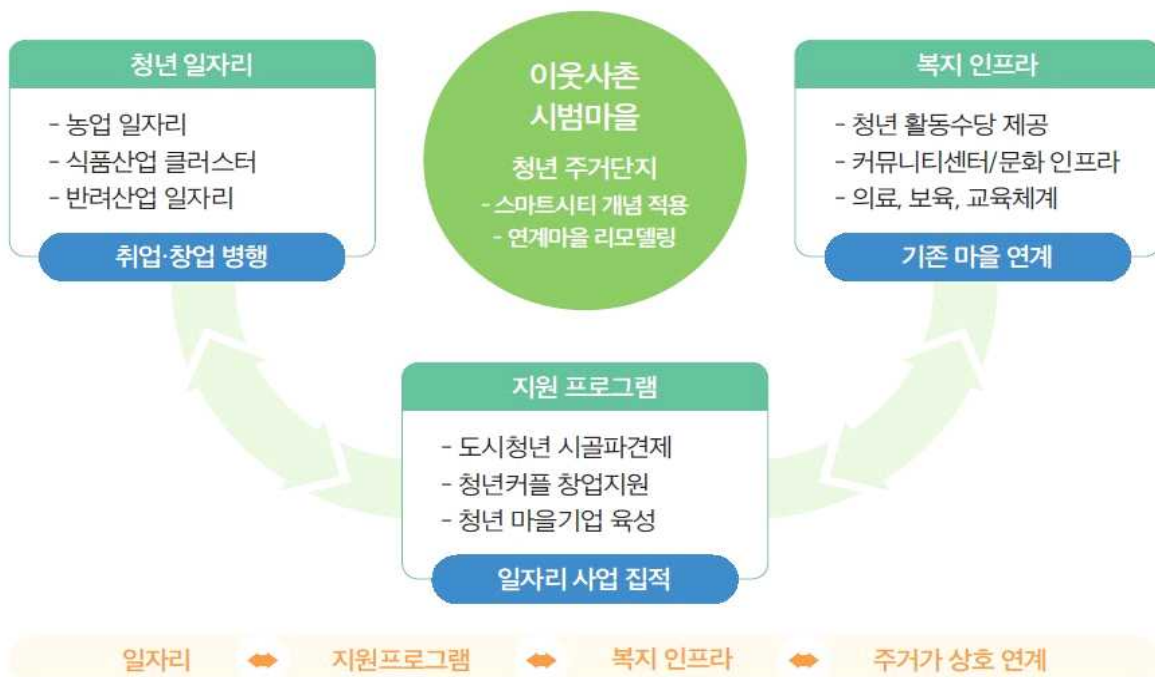 청년 일자리
- 농업 일자리
- 식품산업 클러스터
- 반려산업 일자리
취업·창업 병행
이웃사촌
시범마을
청년 주거단지
- 스마트시티 개념 적용
- 연계마을 리모델링
복지 인프라
- 청년 활동수당 제공
- 커뮤니티센터/문화 인프라
- 의료, 보육, 교육체계
기존 마을 연계
지원 프로그램
- 도시청년 시골파견제
- 청년커플 창업지원
- 청년 마을기업 육성
일자리 사업 집적
일자리 ⬌ 지원프로그램 ⬌ 복지 인프라 ⬌ 주거가 상호 연계